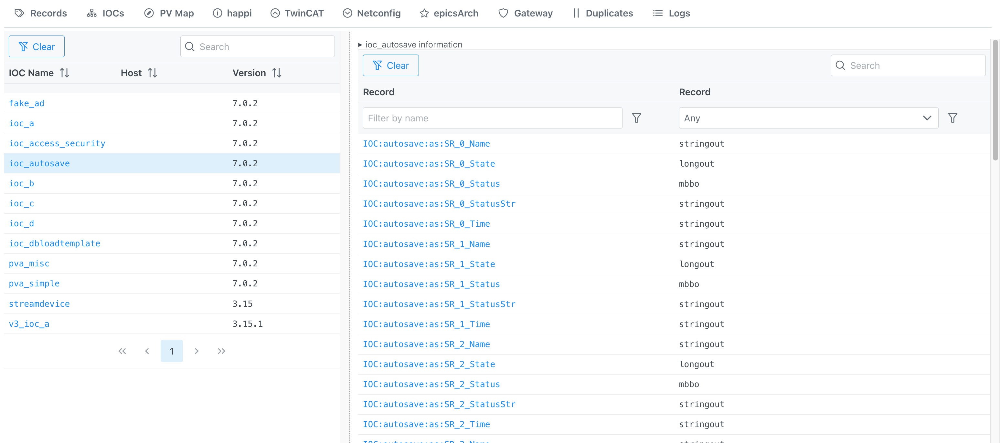 Records IOCs PV Map happi TwinCAT Netconfig epicsArch Gateway Duplicates Logs
Clear Search
IOC Name Host Version
fake_ad 7.0.2
ioc_a 7.0.2
ioc_access_security 7.0.2
ioc_autosave 7.0.2
ioc_b 7.0.2
ioc_c 7.0.2
ioc_d 7.0.2
ioc_dbloadtemplate 7.0.2
pva_misc 7.0.2
pva_simple 7.0.2
streamdevice 3.15
v3_ioc_a 3.15.1
1
ioc_autosave information
Clear Search
Record Record
Filter by name Any
IOC:autosave:as:SR_0_Name stringout
IOC:autosave:as:SR_0_State longout
IOC:autosave:as:SR_0_Status mbbo
IOC:autosave:as:SR_0_StatusStr stringout
IOC:autosave:as:SR_0_Time stringout
IOC:autosave:as:SR_1_Name stringout
IOC:autosave:as:SR_1_State longout
IOC:autosave:as:SR_1_Status mbbo
IOC:autosave:as:SR_1_StatusStr stringout
IOC:autosave:as:SR_1_Time stringout
IOC:autosave:as:SR_2_Name stringout
IOC:autosave:as:SR_2_State longout
IOC:autosave:as:SR_2_Status mbbo
IOC:autosave:as:SR_2_StatusStr stringout
IOC:autosave:as:SR_2_Time stringout